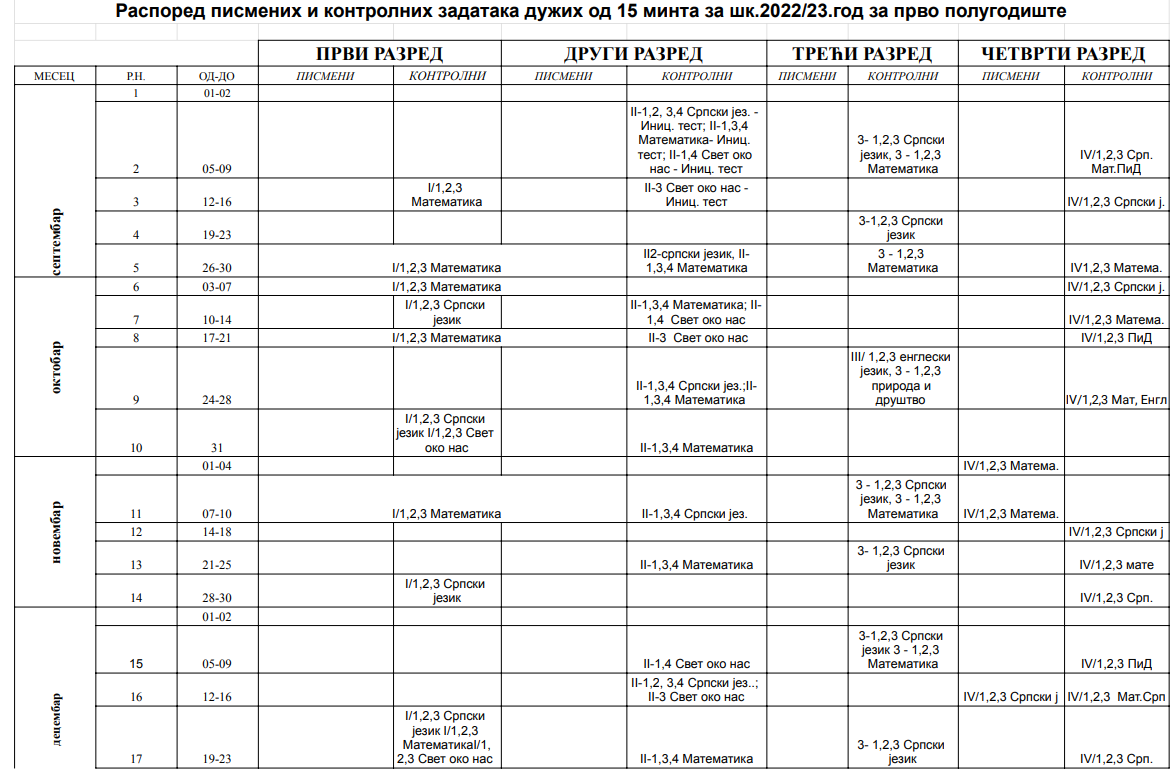 Распоред писмених и контролних задатака дужих од 15 минта за шк.2022/23.год за прво полугодиште
ПРВИ РАЗРЕД ДРУГИ РАЗРЕД ТРЕЋИ РАЗРЕД ЧЕТВРТИ РАЗРЕД
МЕСЕЦ Р.Н. ОД-ДО ПИСМЕНИ КОНТРОЛНИ ПИСМЕНИ КОНТРОЛНИ ПИСМЕНИ КОНТРОЛНИ ПИСМЕНИ КОНТРОЛНИ
септембар
1 01-02
2 05-09
II-1,2, 3,4 Српски јез. -
Иниц. тест; II-1,3,4
Математика- Иниц.
тест; II-1,4 Свет око
нас - Иниц. тест
3- 1,2,3 Српски
језик, 3 - 1,2,3
Математика
IV/1,2,3 Срп.
Мат.ПиД
3 12-16
I/1,2,3
Математика
II-3 Свет око нас -
Иниц. тест
IV/1,2,3 Српски ј.
4 19-23
3-1,2,3 Српски
језик
5 26-30
I/1,2,3 Математика
II2-српски језик, II-
1,3,4 Математика
3 - 1,2,3
Математика
IV1,2,3 Матема.
октобар
6 03-07 I/1,2,3 Математика IV/1,2,3 Српски ј.
7 10-14
I/1,2,3 Српски
језик
II-1,3,4 Математика; II-
1,4 Свет око нас
IV/1,2,3 Матема.
8 17-21 I/1,2,3 Математика II-3 Свет око нас IV/1,2,3 ПиД
9 24-28
II-1,3,4 Српски јез.;II-
1,3,4 Математика
III/ 1,2,3 енглески
језик, 3 - 1,2,3
природа и
друштво
IV/1,2,3 Мат, Енгл
10 31
I/1,2,3 Српски
језик I/1,2,3 Свет
око нас
II-1,3,4 Математика
новембар
01-04 IV/1,2,3 Матема.
11 07-10
I/1,2,3 Математика
II-1,3,4 Српски јез.
3 - 1,2,3 Српски
језик, 3 - 1,2,3
Математика
IV/1,2,3 Матема.
12 14-18 IV/1,2,3 Српски ј
13 21-25
II-1,3,4 Математика
3- 1,2,3 Српски
језик
IV/1,2,3 мате
14 28-30
I/1,2,3 Српски
језик
IV/1,2,3 Срп.
децембар
01-02
15 05-09
II-1,4 Свет око нас
3-1,2,3 Српски
језик 3 - 1,2,3
Математика
IV/1,2,3 ПиД
16 12-16
II-1,2, 3,4 Српски јез..;
II-3 Свет око нас
IV/1,2,3 Српски ј IV/1,2,3 Мат.Срп
17 19-23
I/1,2,3 Српски
језик I/1,2,3
МатематикаI/1,
2,3 Свет око нас
II-1,3,4 Математика
3- 1,2,3 Српски
језик
IV/1,2,3 Срп.